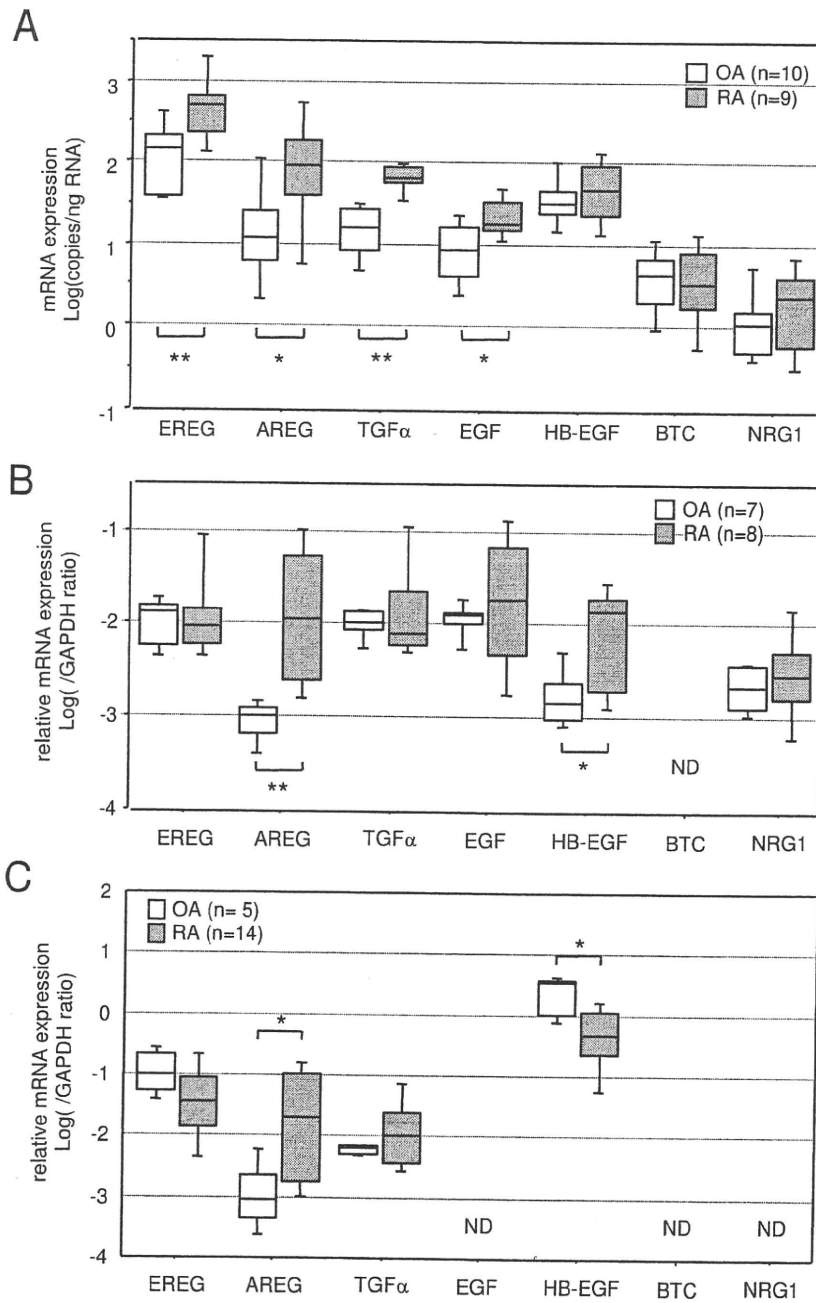 A
mRNA expression
Log(copies/ng RNA)
3
2
1
0
-1
OA (n=10)
RA (n=9)
**
*
**
*
EREG AREG TGFα EGF HB-EGF BTC NRG1
B
relative mRNA expression
Log( /GAPDH ratio)
-1
-2
-3
-4
OA (n=7)
RA (n=8)
**
*
ND
EREG AREG TGFα EGF HB-EGF BTC NRG1
C
relative mRNA expression
Log( /GAPDH ratio)
2
1
0
-1
-2
-3
-4
OA (n= 5)
RA (n=14)
*
*
ND ND ND
EREG AREG TGFα EGF HB-EGF BTC NRG1